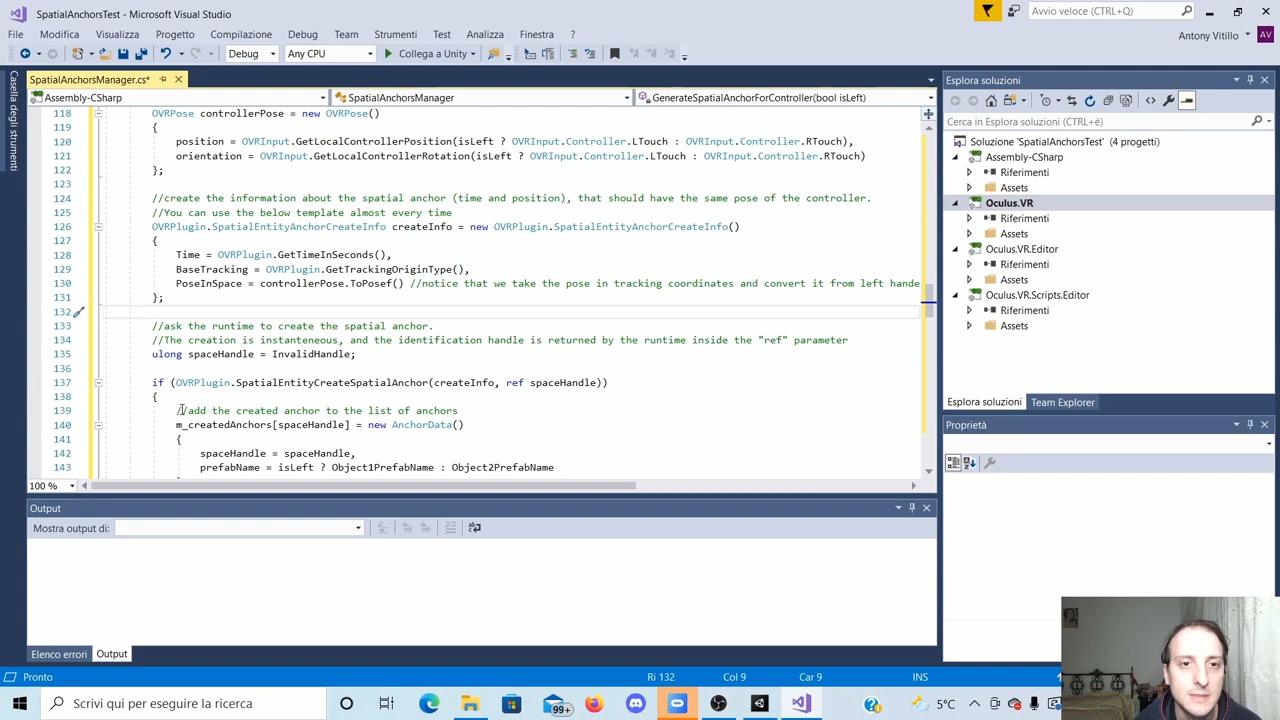 SpatialAnchorsTest - Microsoft Visual Studio
Avvio veloce (CTRL+Q)
File Modifica Visualizza Progetto Compilazione Debug Team Strumenti Test Analizza Finestra ?
Antony Vitillo AV
Debug Any CPU Collega a Unity
Casella degli strumenti
SpatialAnchorsManager.cs*
Assembly-CSharp SpatialAnchorsManager GenerateSpatialAnchorForController(bool isLeft)
118 OVRPose controllerPose = new OVRPose()
119 {
120 position = OVRInput.GetLocalControllerPosition(isLeft ? OVRInput.Controller.LTouch : OVRInput.Controller.RTouch),
121 orientation = OVRInput.GetLocalControllerRotation(isLeft ? OVRInput.Controller.LTouch : OVRInput.Controller.RTouch)
122 };
123
124 //create the information about the spatial anchor (time and position), that should have the same pose of the controller.
125 //You can use the below template almost every time
126 OVRPlugin.SpatialEntityAnchorCreateInfo createInfo = new OVRPlugin.SpatialEntityAnchorCreateInfo()
127 {
128 Time = OVRPlugin.GetTimeInSeconds(),
129 BaseTracking = OVRPlugin.GetTrackingOriginType(),
130 PoseInSpace = controllerPose.ToPosef() //notice that we take the pose in tracking coordinates and convert it from left hande
131 };
132
133 //ask the runtime to create the spatial anchor.
134 //The creation is instanteneous, and the identification handle is returned by the runtime inside the "ref" parameter
135 ulong spaceHandle = InvalidHandle;
136
137 if (OVRPlugin.SpatialEntityCreateSpatialAnchor(createInfo, ref spaceHandle))
138 {
139 //add the created anchor to the list of anchors
140 m_createdAnchors[spaceHandle] = new AnchorData()
141 {
142 spaceHandle = spaceHandle,
143 prefabName = isLeft ? Object1PrefabName : Object2PrefabName
100 %
Output
Mostra output di:
Elenco errori Output
Esplora soluzioni
Cerca in Esplora soluzioni (CTRL+è)
Soluzione 'SpatialAnchorsTest' (4 progetti)
Assembly-CSharp
Riferimenti
Assets
Oculus.VR
Riferimenti
Assets
Oculus.VR.Editor
Riferimenti
Assets
Oculus.VR.Scripts.Editor
Riferimenti
Assets
Esplora soluzioni Team Explorer
Proprietà
Pronto Ri 132 Col 9 Car 9 INS
Scrivi qui per eseguire la ricerca
99+
5°C